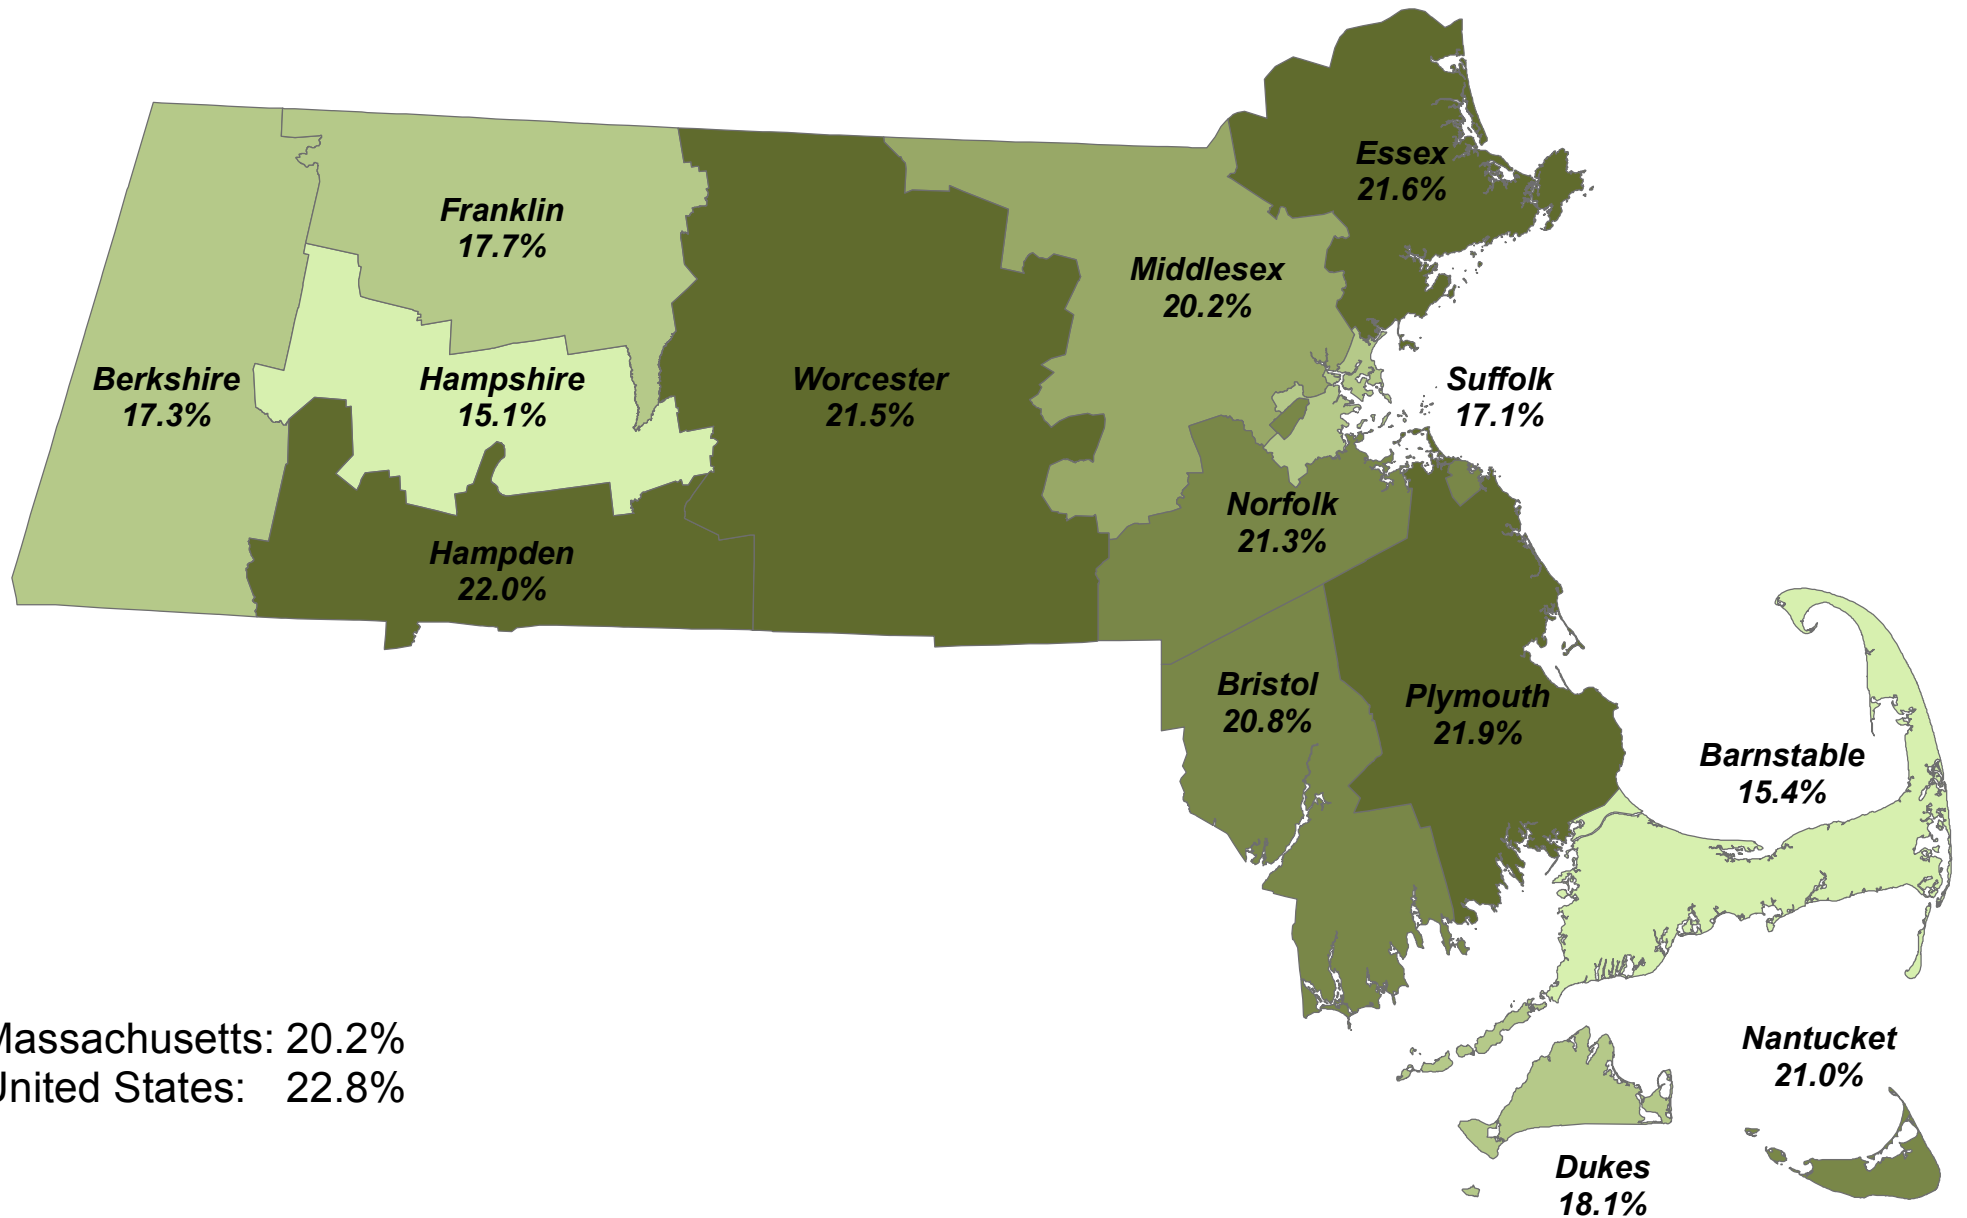 Essex
21.6%
Franklin
17.7%
Middlesex
20.2%
Berkshire
17.3%
Hampshire
15.1%
Worcester
21.5%
Suffolk
17.1%
Norfolk
21.3%
Hampden
22.0%
Bristol
20.8%
Plymouth
21.9%
Barnstable
15.4%
Massachusetts: 20.2%
United States: 22.8%
Nantucket
21.0%
Dukes
18.1%